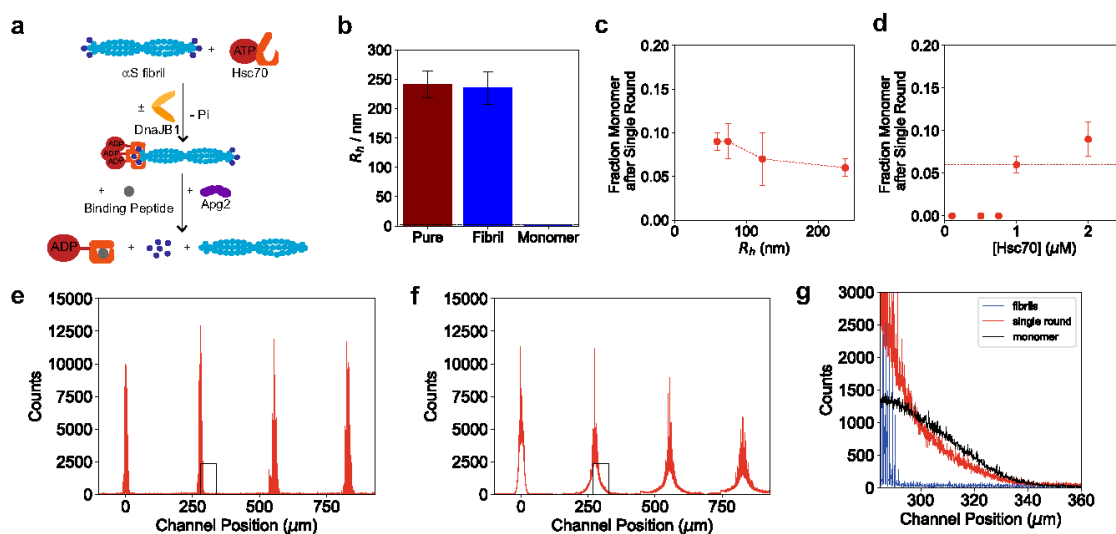 a
ATP
+
αS fibril
Hsc70
±
- Pi
DnaJB1
ADP
ADP
ADP
+
+
Binding Peptide
Apg2
ADP
+
+
b
300
250
200
150
100
50
0
Rh / nm
Pure
Fibril
Monomer
c
0.20
0.15
0.10
0.05
0.00
Fraction Monomer
after Single Round
0
100
200
Rh (nm)
d
0.20
0.15
0.10
0.05
0.00
Fraction Monomer
after Single Round
0
1
2
[Hsc70] (μM)
e
15000
12500
10000
7500
5000
2500
0
Counts
0
250
500
750
Channel Position (μm)
f
15000
12500
10000
7500
5000
2500
0
Counts
0
250
500
750
Channel Position (μm)
g
3000
2500
2000
1500
1000
500
0
Counts
fibrils
single round
monomer
300
320
340
360
Channel Position (μm)